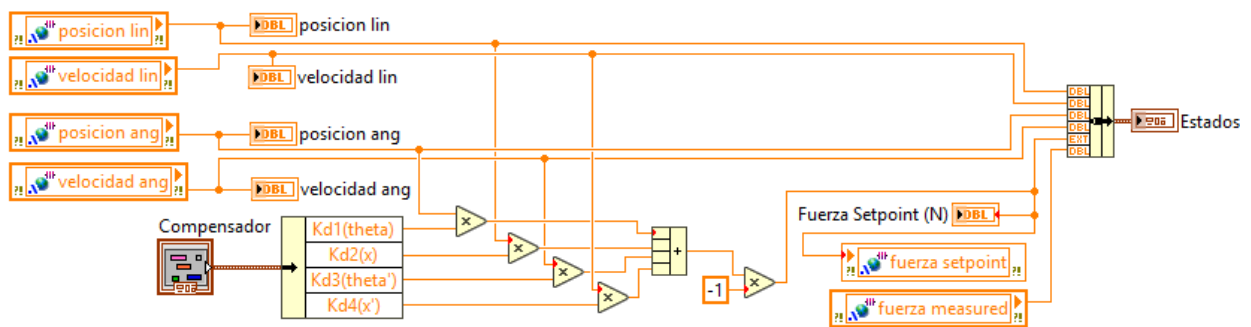 posicion lin
DBL
posicion lin
velocidad lin
DBL
velocidad lin
posicion ang
DBL
posicion ang
velocidad ang
DBL
velocidad ang
DBL
DBL
DBL
DBL
EXT
DBL
Estados
Compensador
Kd1(theta)
Kd2(x)
Kd3(theta')
Kd4(x')
-1
Fuerza Setpoint (N)
DBL
fuerza setpoint
fuerza measured